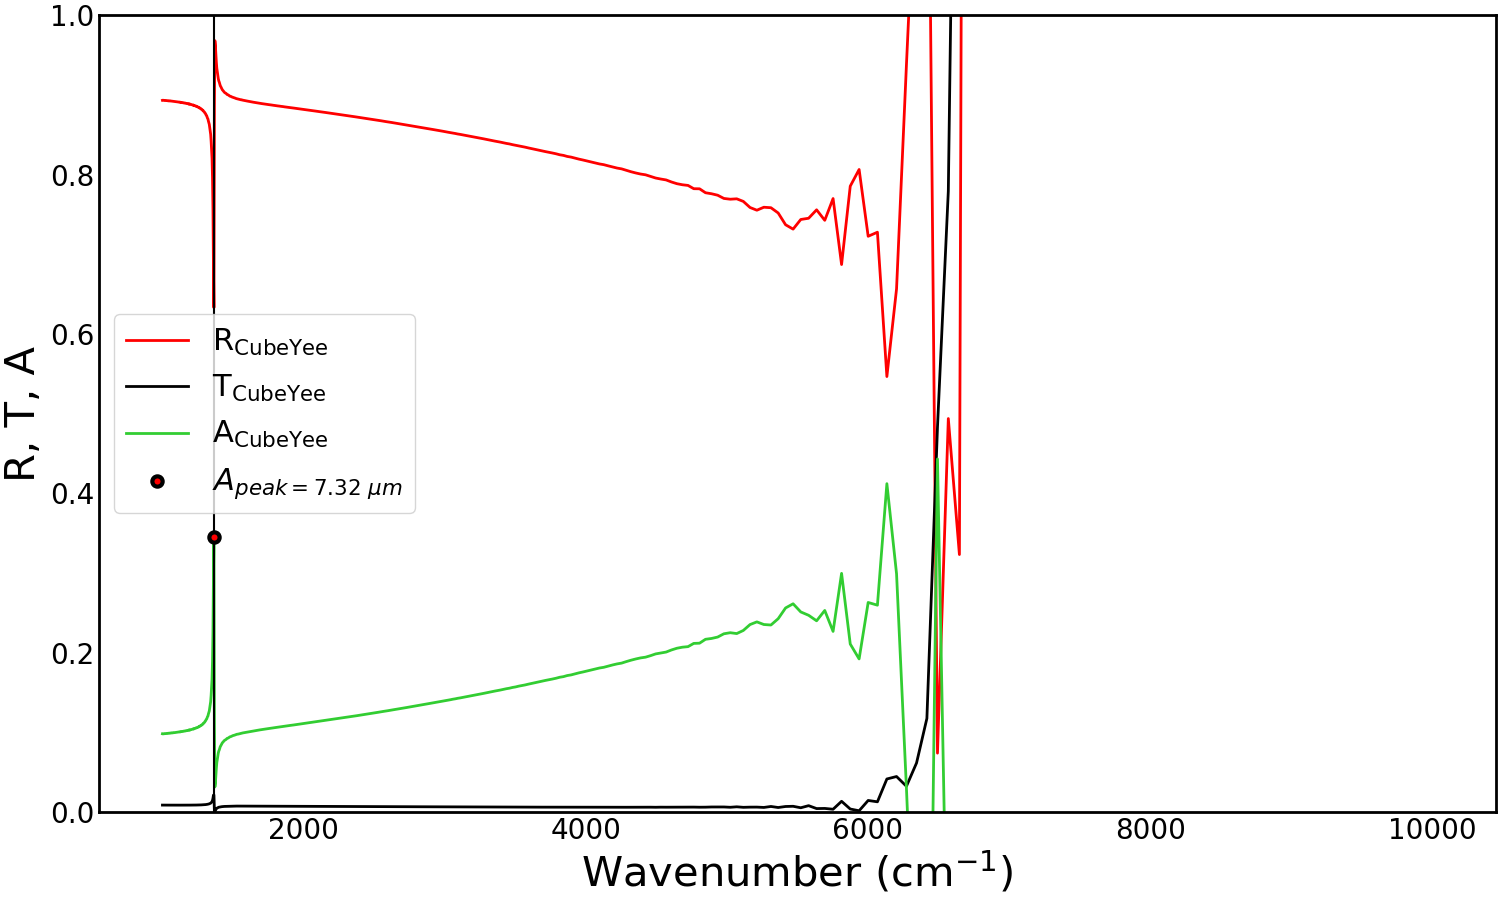 1.0
0.8
0.6
0.4
0.2
0.0
R, T, A
R_CubeYee
T_CubeYee
A_CubeYee
A_peak = 7.32 μm
2000 4000 6000 8000 10000
Wavenumber (cm⁻¹)